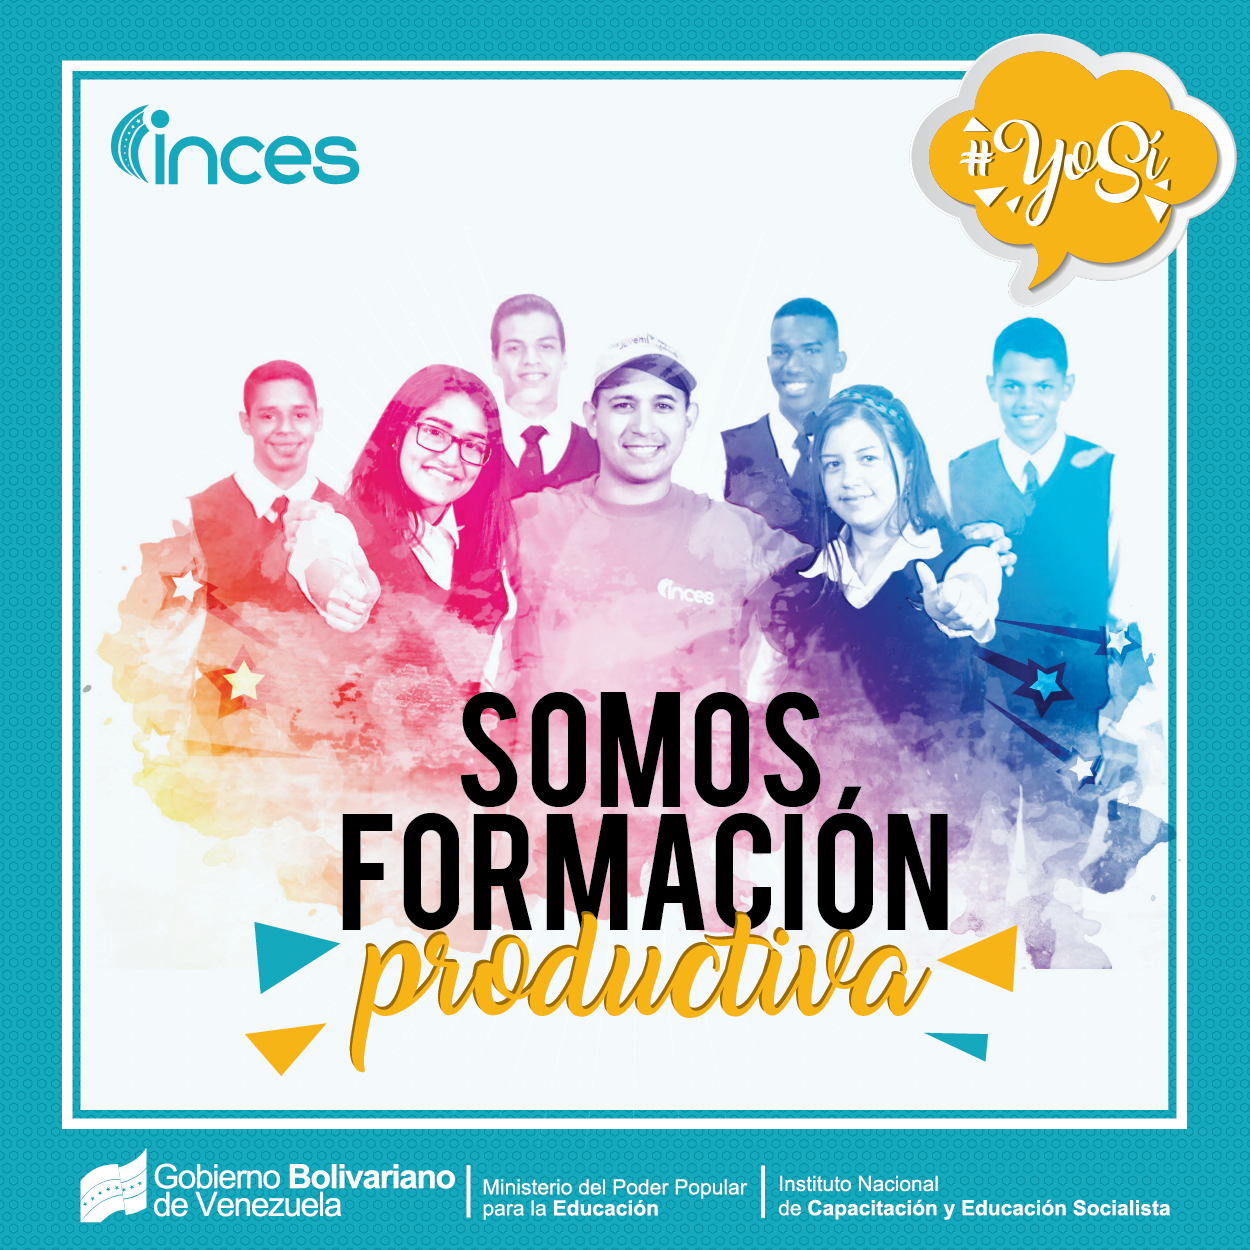 inces
#YoSí
inces
SOMOS
FORMACIÓN
productiva
Gobierno Bolivariano
de Venezuela
Ministerio del Poder Popular
para la Educación
Instituto Nacional
de Capacitación y Educación Socialista